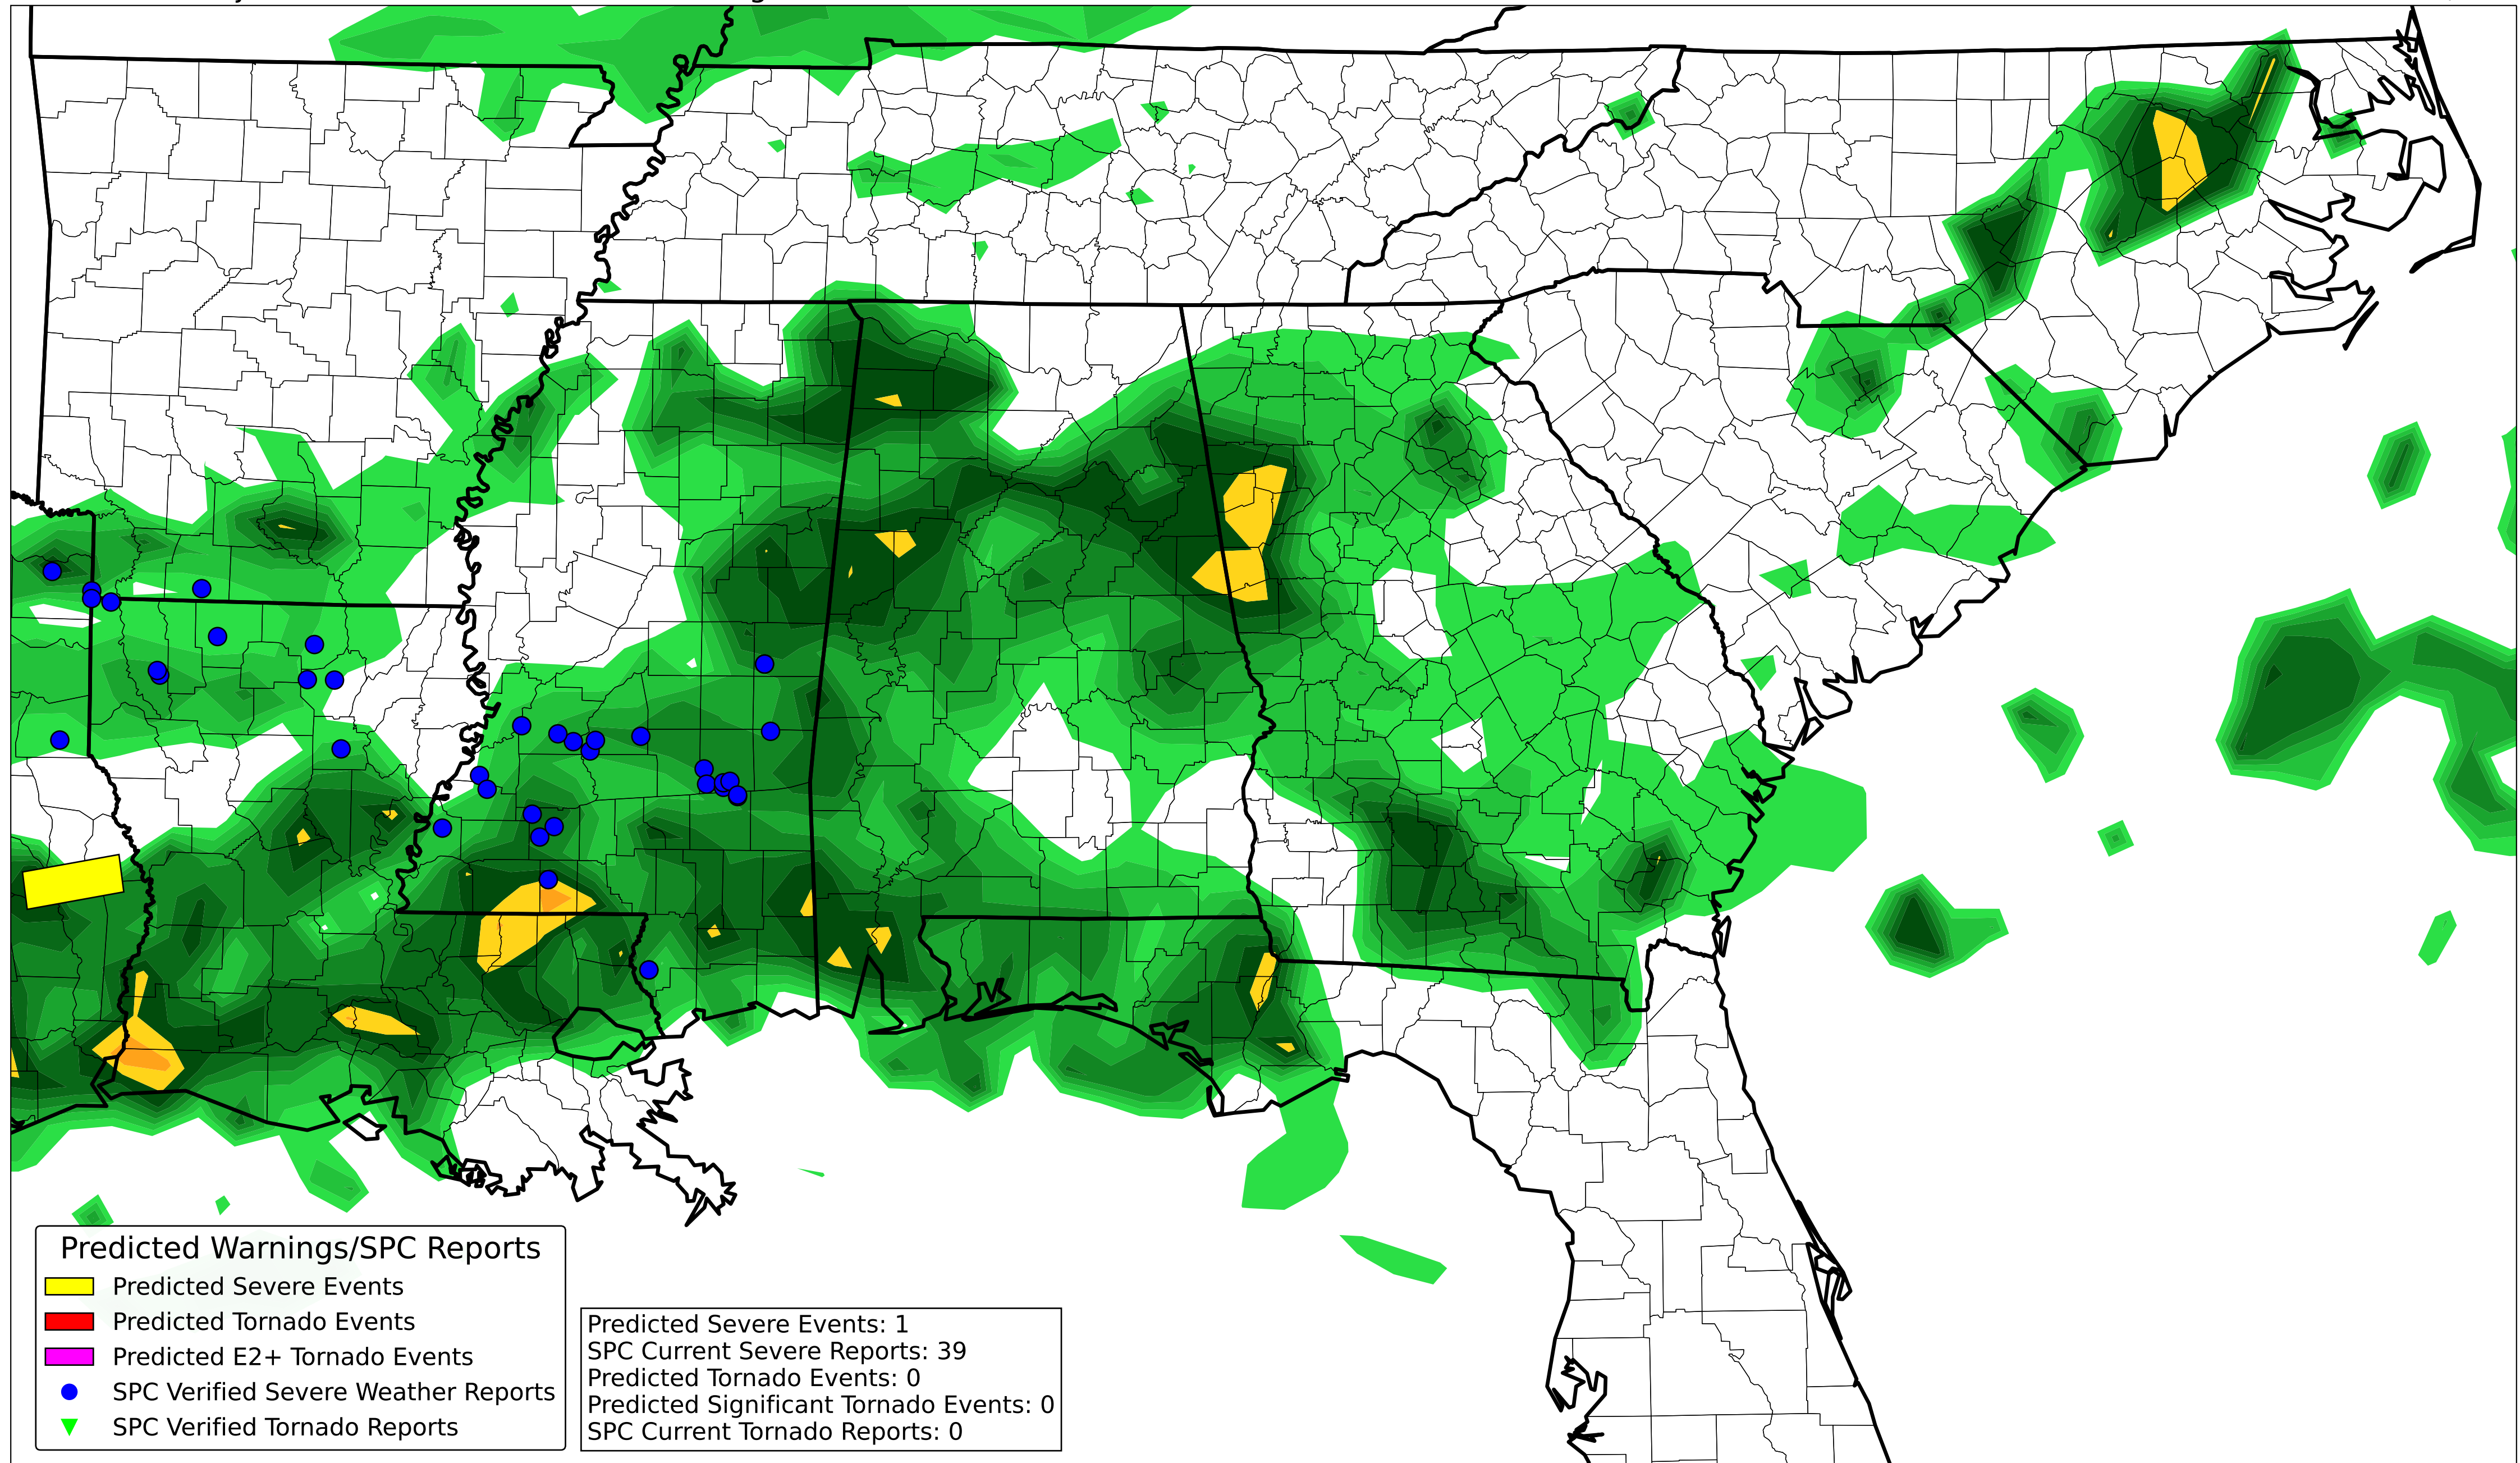 Predicted Warnings/SPC Reports
Predicted Severe Events
Predicted Tornado Events
Predicted E2+ Tornado Events
SPC Verified Severe Weather Reports
SPC Verified Tornado Reports
Predicted Severe Events: 1
SPC Current Severe Reports: 39
Predicted Tornado Events: 0
Predicted Significant Tornado Events: 0
SPC Current Tornado Reports: 0